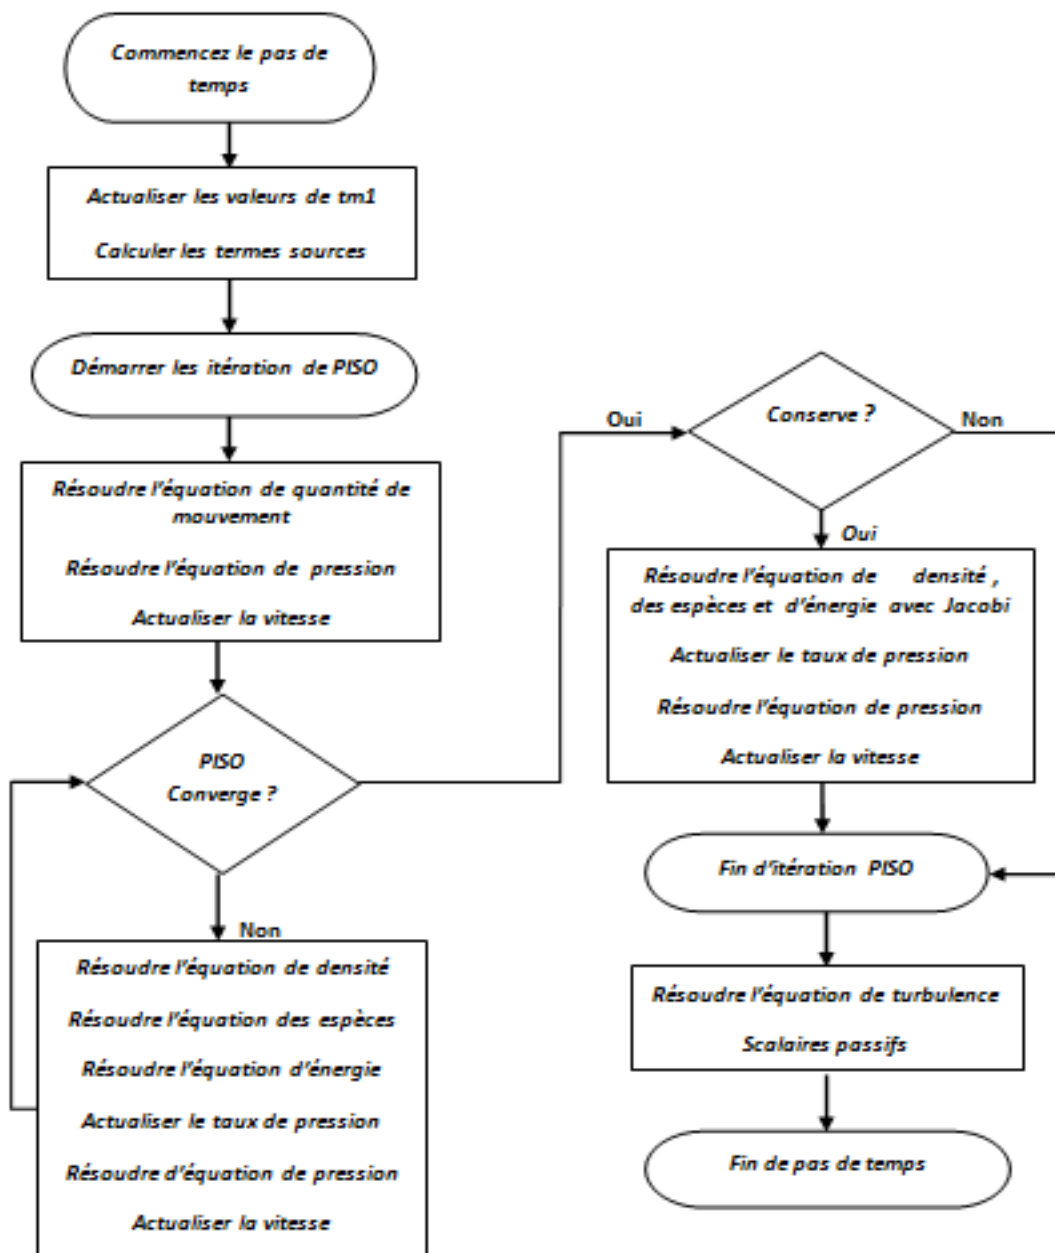 Commencez le pas de
temps
Actualiser les valeurs de tm1
Calculer les termes sources
Démarrer les itération de PISO
Résoudre l'équation de quantité de
mouvement
Résoudre l'équation de pression
Actualiser la vitesse
PISO
Converge ?
Non
Résoudre l'équation de densité
Résoudre l'équation des espèces
Résoudre l'équation d'énergie
Actualiser le taux de pression
Résoudre d'équation de pression
Actualiser la vitesse
Oui
Conserve ?
Non
Oui
Résoudre l'équation de densité ,
des espèces et d'énergie avec Jacobi
Actualiser le taux de pression
Résoudre l'équation de pression
Actualiser la vitesse
Fin d'itération PISO
Résoudre l'équation de turbulence
Scalaires passifs
Fin de pas de temps